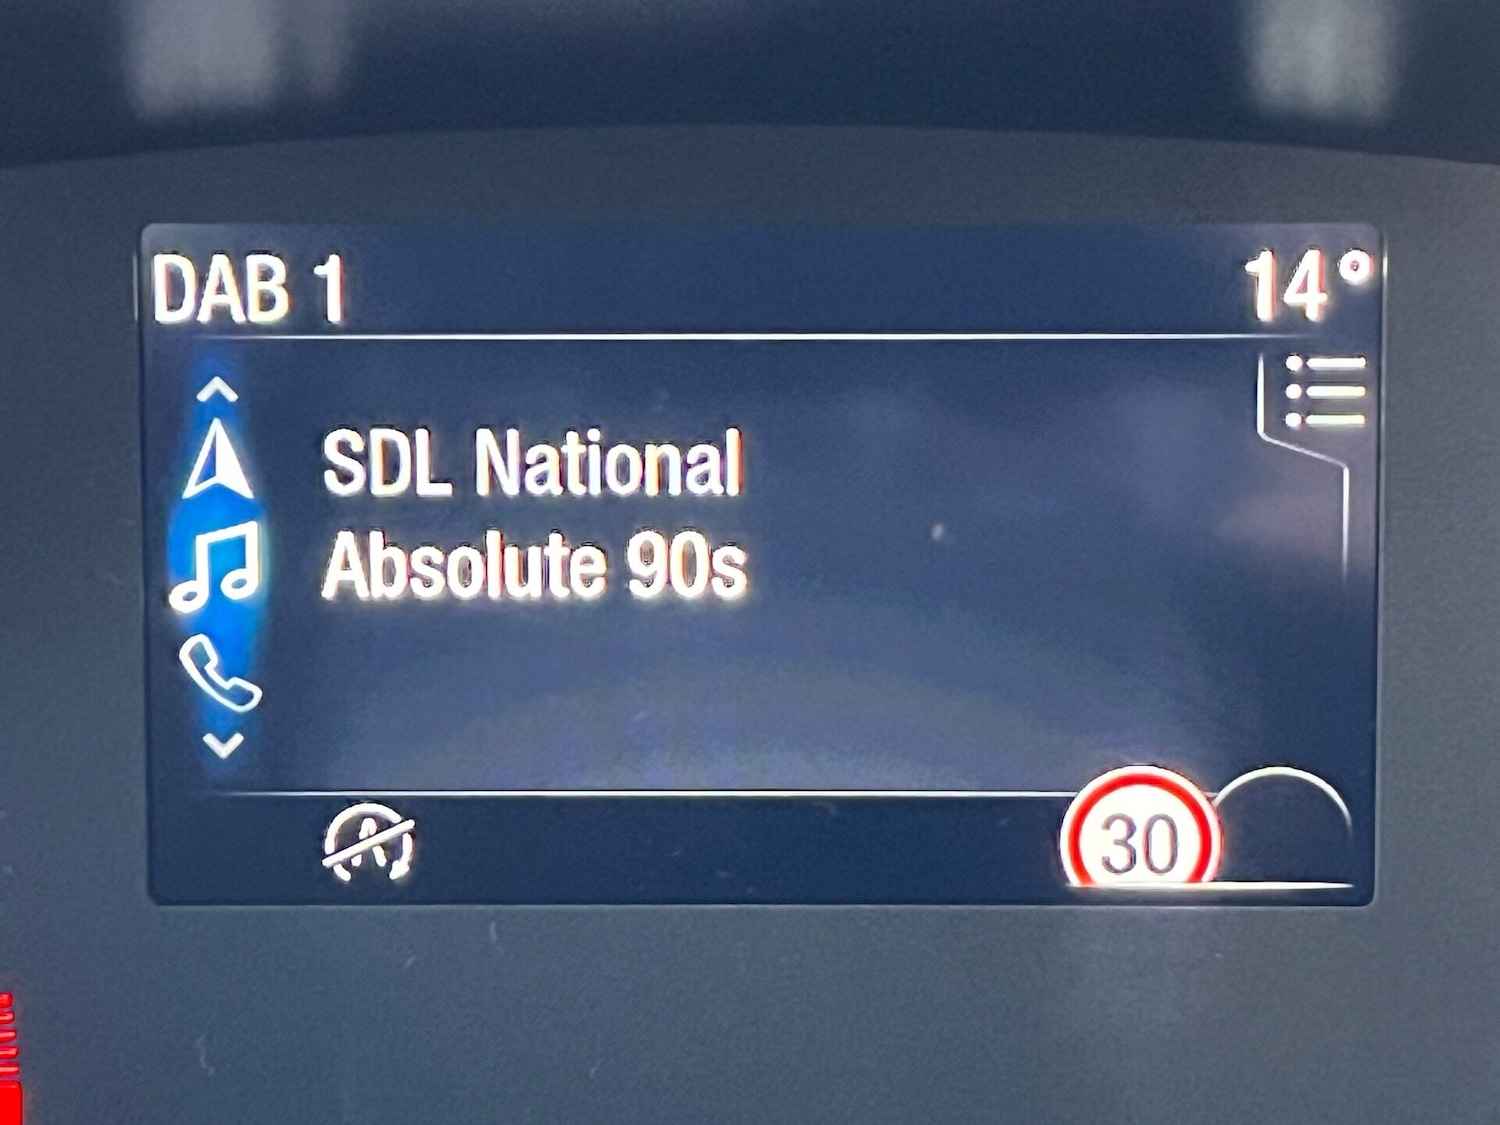 DAB 1
14°
SDL National
Absolute 90s
A
30